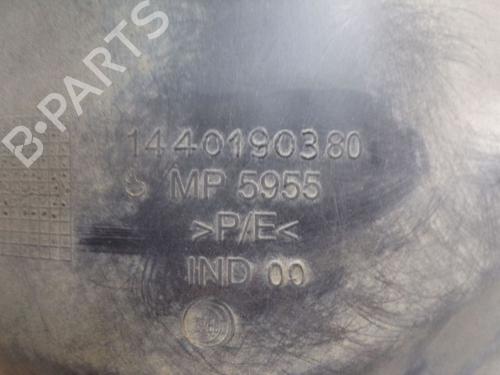 B-PARTS
1440190380
MP 5955
>P/E<
IND 00